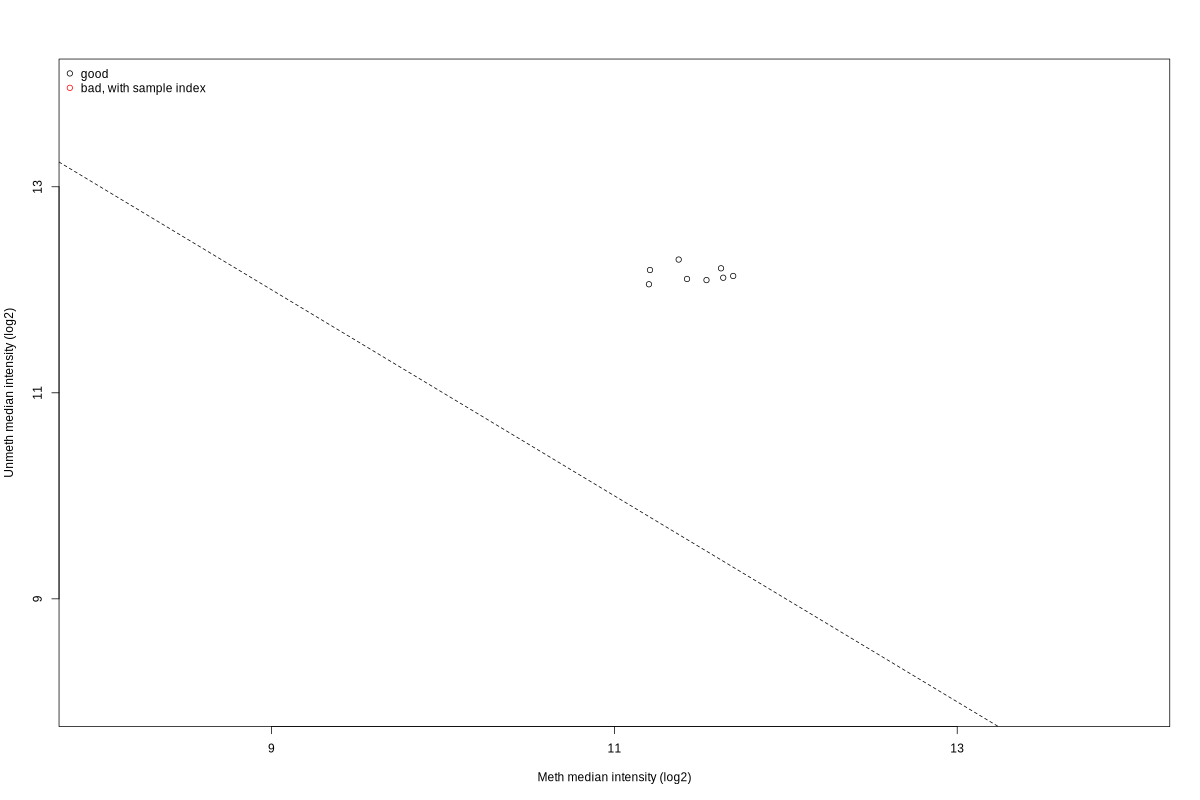 good
bad, with sample index
13
11
9
Unmeth median intensity (log2)
9
11
13
Meth median intensity (log2)